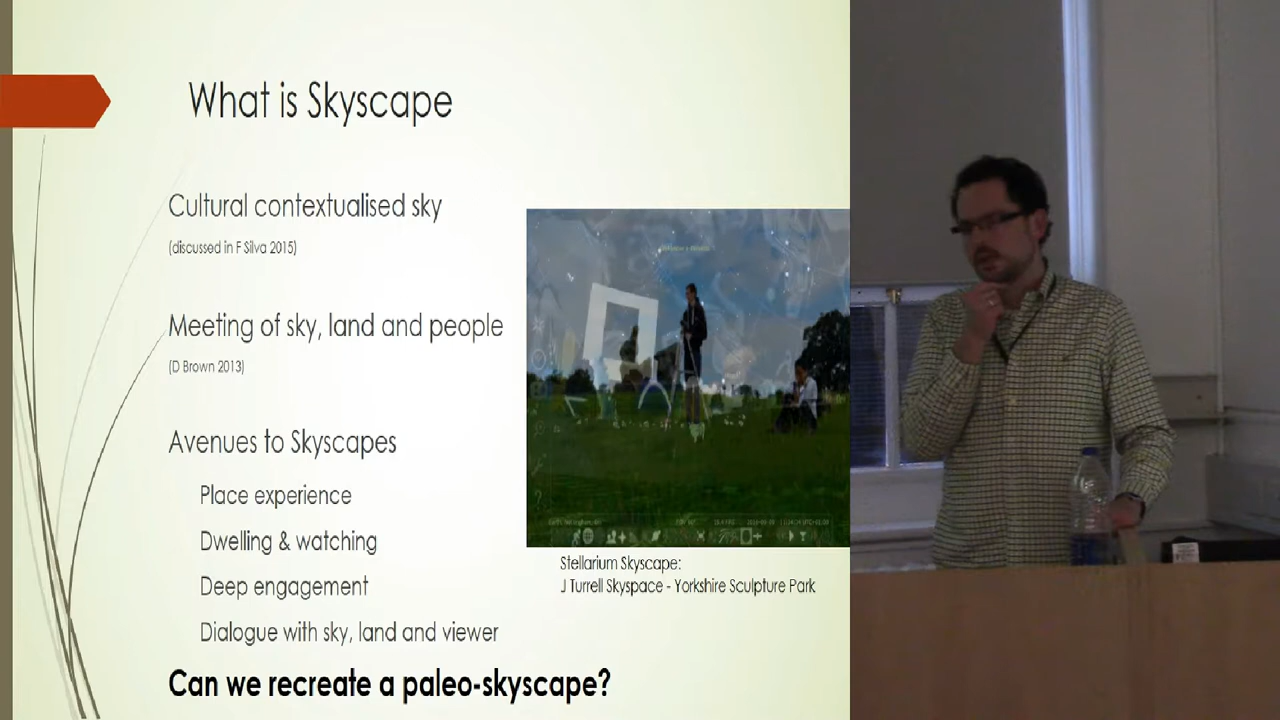 What is Skyscape
Cultural contextualised sky
(discussed in F Silva 2015)
Meeting of sky, land and people
(D Brown 2013)
Avenues to Skyscapes
Place experience
Dwelling & watching
Deep engagement
Dialogue with sky, land and viewer
Can we recreate a paleo-skyscape?
Stellarium Skyscape:
J Turrell Skyspace - Yorkshire Sculpture Park